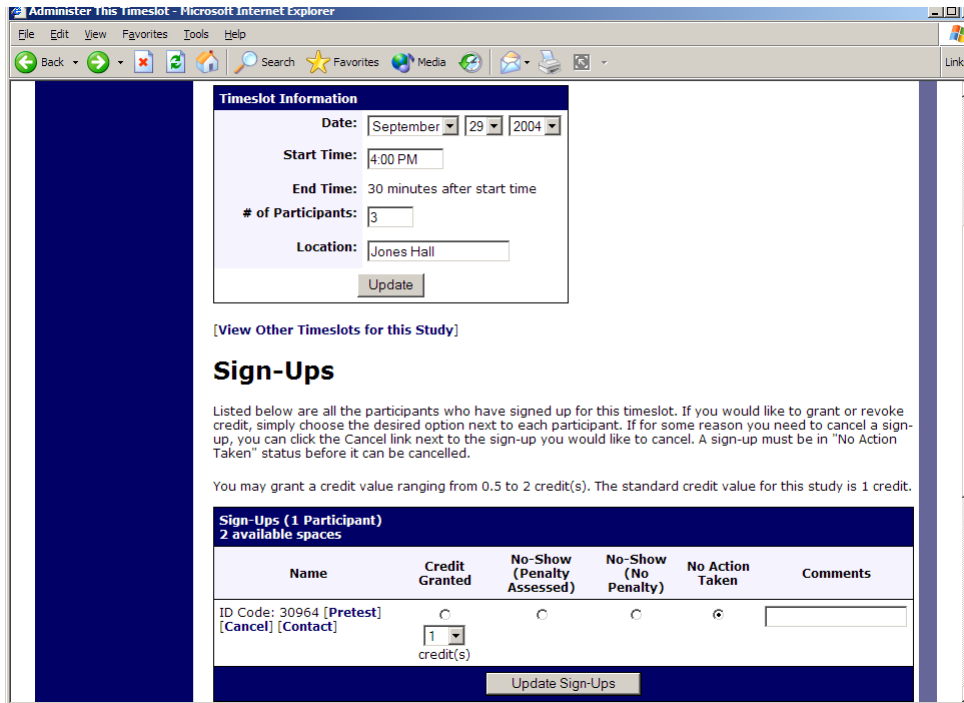 Administer This Timeslot - Microsoft Internet Explorer
File Edit View Favorites Tools Help
Back Search Favorites Media
Link
Timeslot Information
Date: September 29 2004
Start Time: 4:00 PM
End Time: 30 minutes after start time
# of Participants: 3
Location: Jones Hall
Update
[View Other Timeslots for this Study]
Sign-Ups
Listed below are all the participants who have signed up for this timeslot. If you would like to grant or revoke
credit, simply choose the desired option next to each participant. If for some reason you need to cancel a sign-
up, you can click the Cancel link next to the sign-up you would like to cancel. A sign-up must be in "No Action
Taken" status before it can be cancelled.
You may grant a credit value ranging from 0.5 to 2 credit(s). The standard credit value for this study is 1 credit.
Sign-Ups (1 Participant)
2 available spaces
Name Credit Granted No-Show (Penalty Assessed) No-Show (No Penalty) No Action Taken Comments
ID Code: 30964 [Pretest]
[Cancel] [Contact]
1
credit(s)
Update Sign-Ups